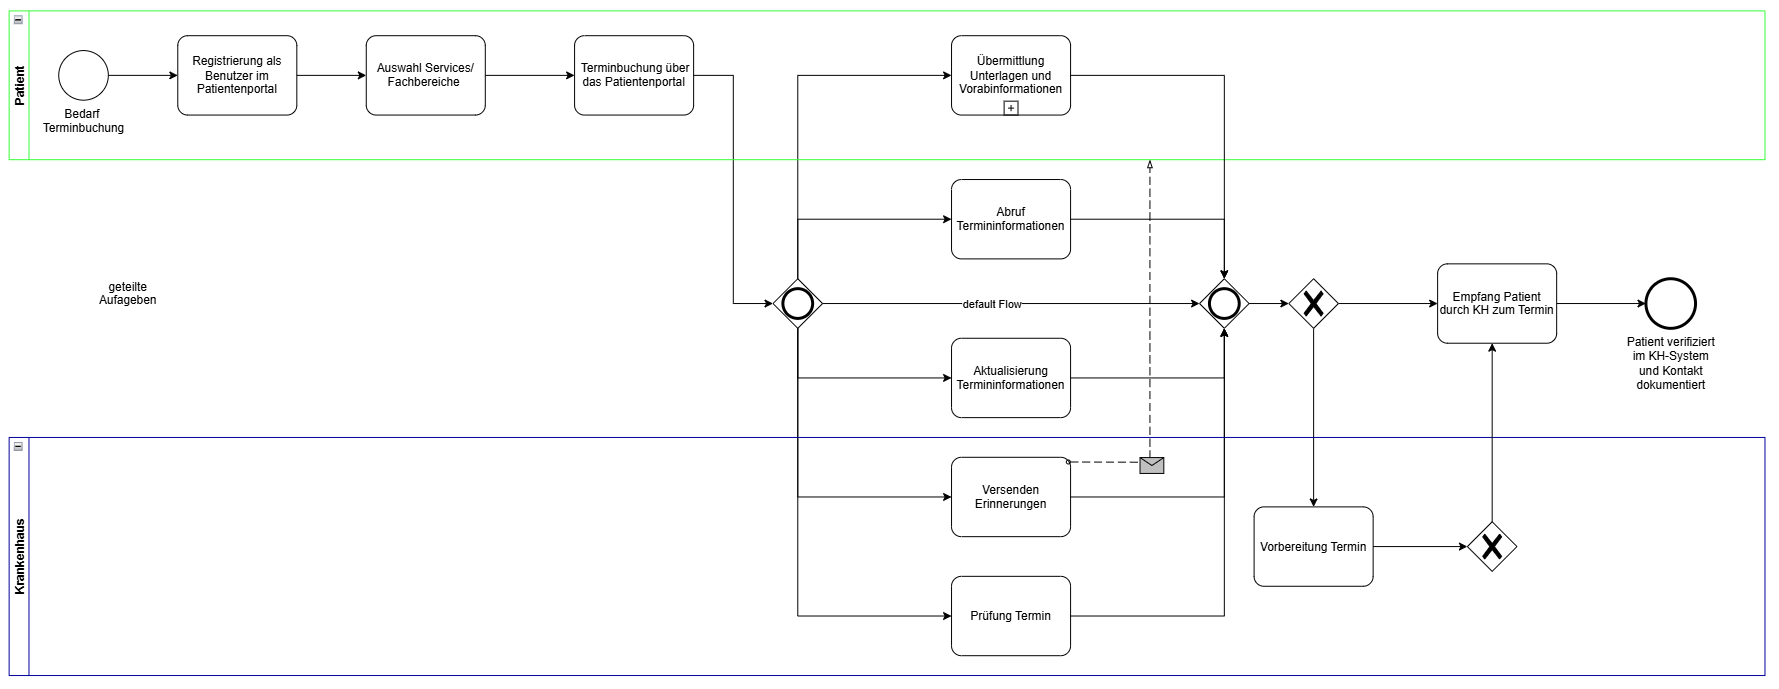 Patient
Bedarf
Terminbuchung
Registrierung als
Benutzer im
Patientenportal
Auswahl Services/
Fachbereiche
Terminbuchung über
das Patientenportal
Übermittlung
Unterlagen und
Vorabinformationen
geteilte
Aufageben
Abruf
Termininformationen
default Flow
Aktualisierung
Termininformationen
Empfang Patient
durch KH zum Termin
Patient verifiziert
im KH-System
und Kontakt
dokumentiert
Krankenhaus
Versenden
Erinnerungen
Vorbereitung Termin
Prüfung Termin